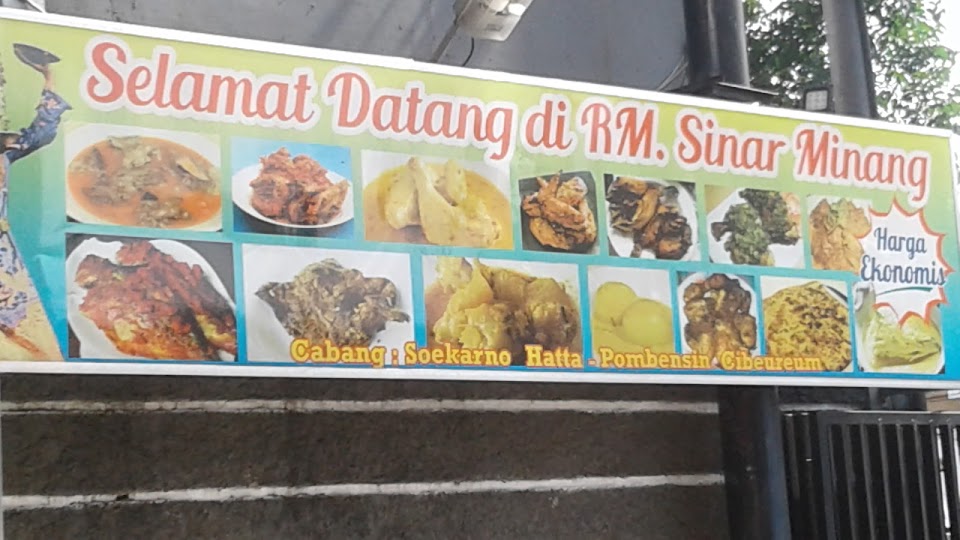 Selamat Datang di RM. Sinar Minang
Harga
Ekonomis
Cabang : Soekarno Hatta - Pombensin Cibeureum